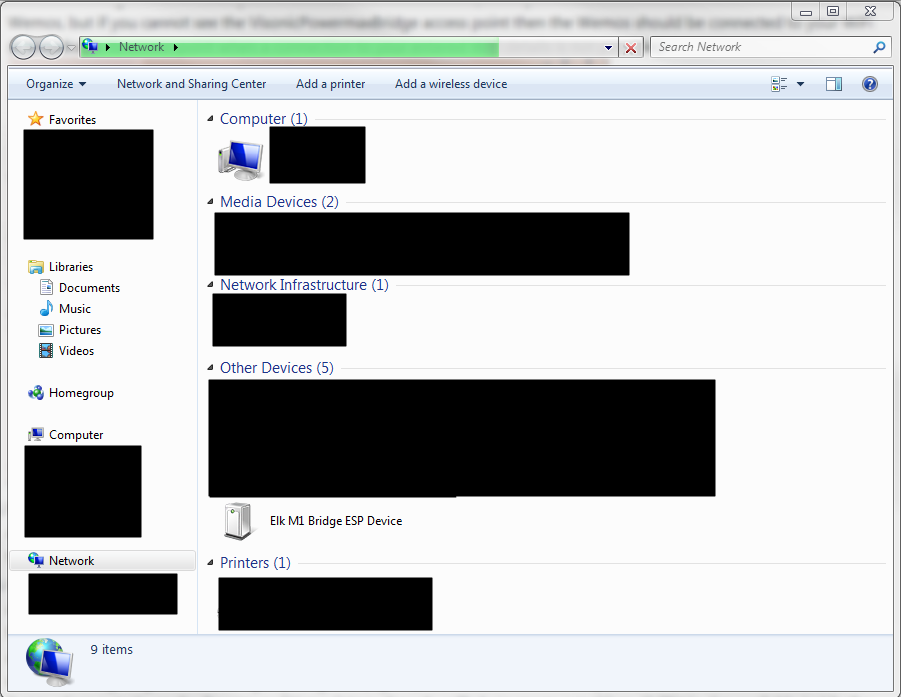 Wemos, but if you cannot see the VisonicPowermaxBridge access point then the Wemos should be connected to your WiFi
Network
Search Network
Organize
Network and Sharing Center
Add a printer
Add a wireless device
Favorites
Libraries
Documents
Music
Pictures
Videos
Homegroup
Computer
Network
Computer (1)
Media Devices (2)
Network Infrastructure (1)
Other Devices (5)
Elk M1 Bridge ESP Device
Printers (1)
9 items